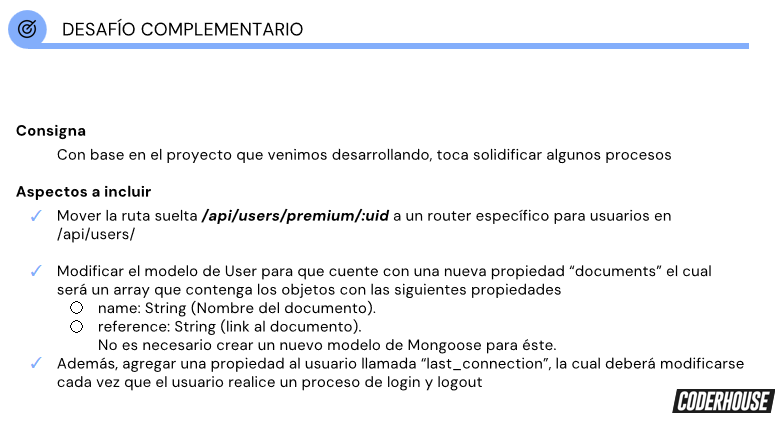 DESAFÍO COMPLEMENTARIO
Consigna
Con base en el proyecto que venimos desarrollando, toca solidificar algunos procesos
Aspectos a incluir
✓ Mover la ruta suelta /api/users/premium/:uid a un router específico para usuarios en
/api/users/
✓ Modificar el modelo de User para que cuente con una nueva propiedad “documents” el cual
será un array que contenga los objetos con las siguientes propiedades
○ name: String (Nombre del documento).
○ reference: String (link al documento).
No es necesario crear un nuevo modelo de Mongoose para éste.
✓ Además, agregar una propiedad al usuario llamada “last_connection”, la cual deberá modificarse
cada vez que el usuario realice un proceso de login y logout
CODERHOUSE